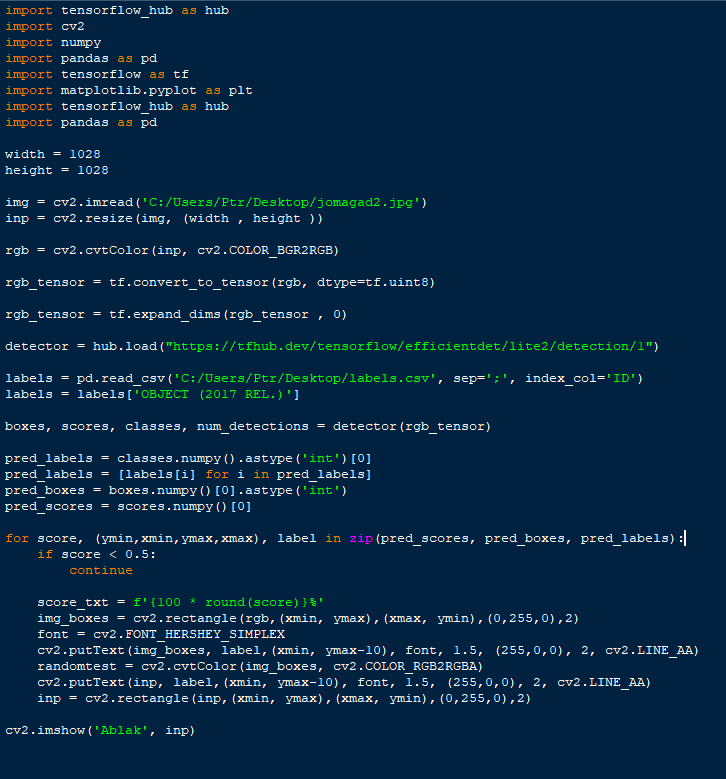 import tensorflow_hub as hub
import cv2
import numpy
import pandas as pd
import tensorflow as tf
import matplotlib.pyplot as plt
import tensorflow_hub as hub
import pandas as pd
width = 1028
height = 1028
img = cv2.imread('C:/Users/Ptr/Desktop/jomagad2.jpg')
inp = cv2.resize(img, (width , height ))
rgb = cv2.cvtColor(inp, cv2.COLOR_BGR2RGB)
rgb_tensor = tf.convert_to_tensor(rgb, dtype=tf.uint8)
rgb_tensor = tf.expand_dims(rgb_tensor , 0)
detector = hub.load("https://tfhub.dev/tensorflow/efficientdet/lite2/detection/1")
labels = pd.read_csv('C:/Users/Ptr/Desktop/labels.csv', sep=';', index_col='ID')
labels = labels['OBJECT (2017 REL.)']
boxes, scores, classes, num_detections = detector(rgb_tensor)
pred_labels = classes.numpy().astype('int')[0]
pred_labels = [labels[i] for i in pred_labels]
pred_boxes = boxes.numpy()[0].astype('int')
pred_scores = scores.numpy()[0]
for score, (ymin,xmin,ymax,xmax), label in zip(pred_scores, pred_boxes, pred_labels):
    if score < 0.5:
        continue
    score_txt = f'{100 * round(score)}%'
    img_boxes = cv2.rectangle(rgb,(xmin, ymax),(xmax, ymin),(0,255,0),2)
    font = cv2.FONT_HERSHEY_SIMPLEX
    cv2.putText(img_boxes, label,(xmin, ymax-10), font, 1.5, (255,0,0), 2, cv2.LINE_AA)
    randomtest = cv2.cvtColor(img_boxes, cv2.COLOR_RGB2RGBA)
    cv2.putText(inp, label,(xmin, ymax-10), font, 1.5, (255,0,0), 2, cv2.LINE_AA)
    inp = cv2.rectangle(inp,(xmin, ymax),(xmax, ymin),(0,255,0),2)
cv2.imshow('Ablak', inp)